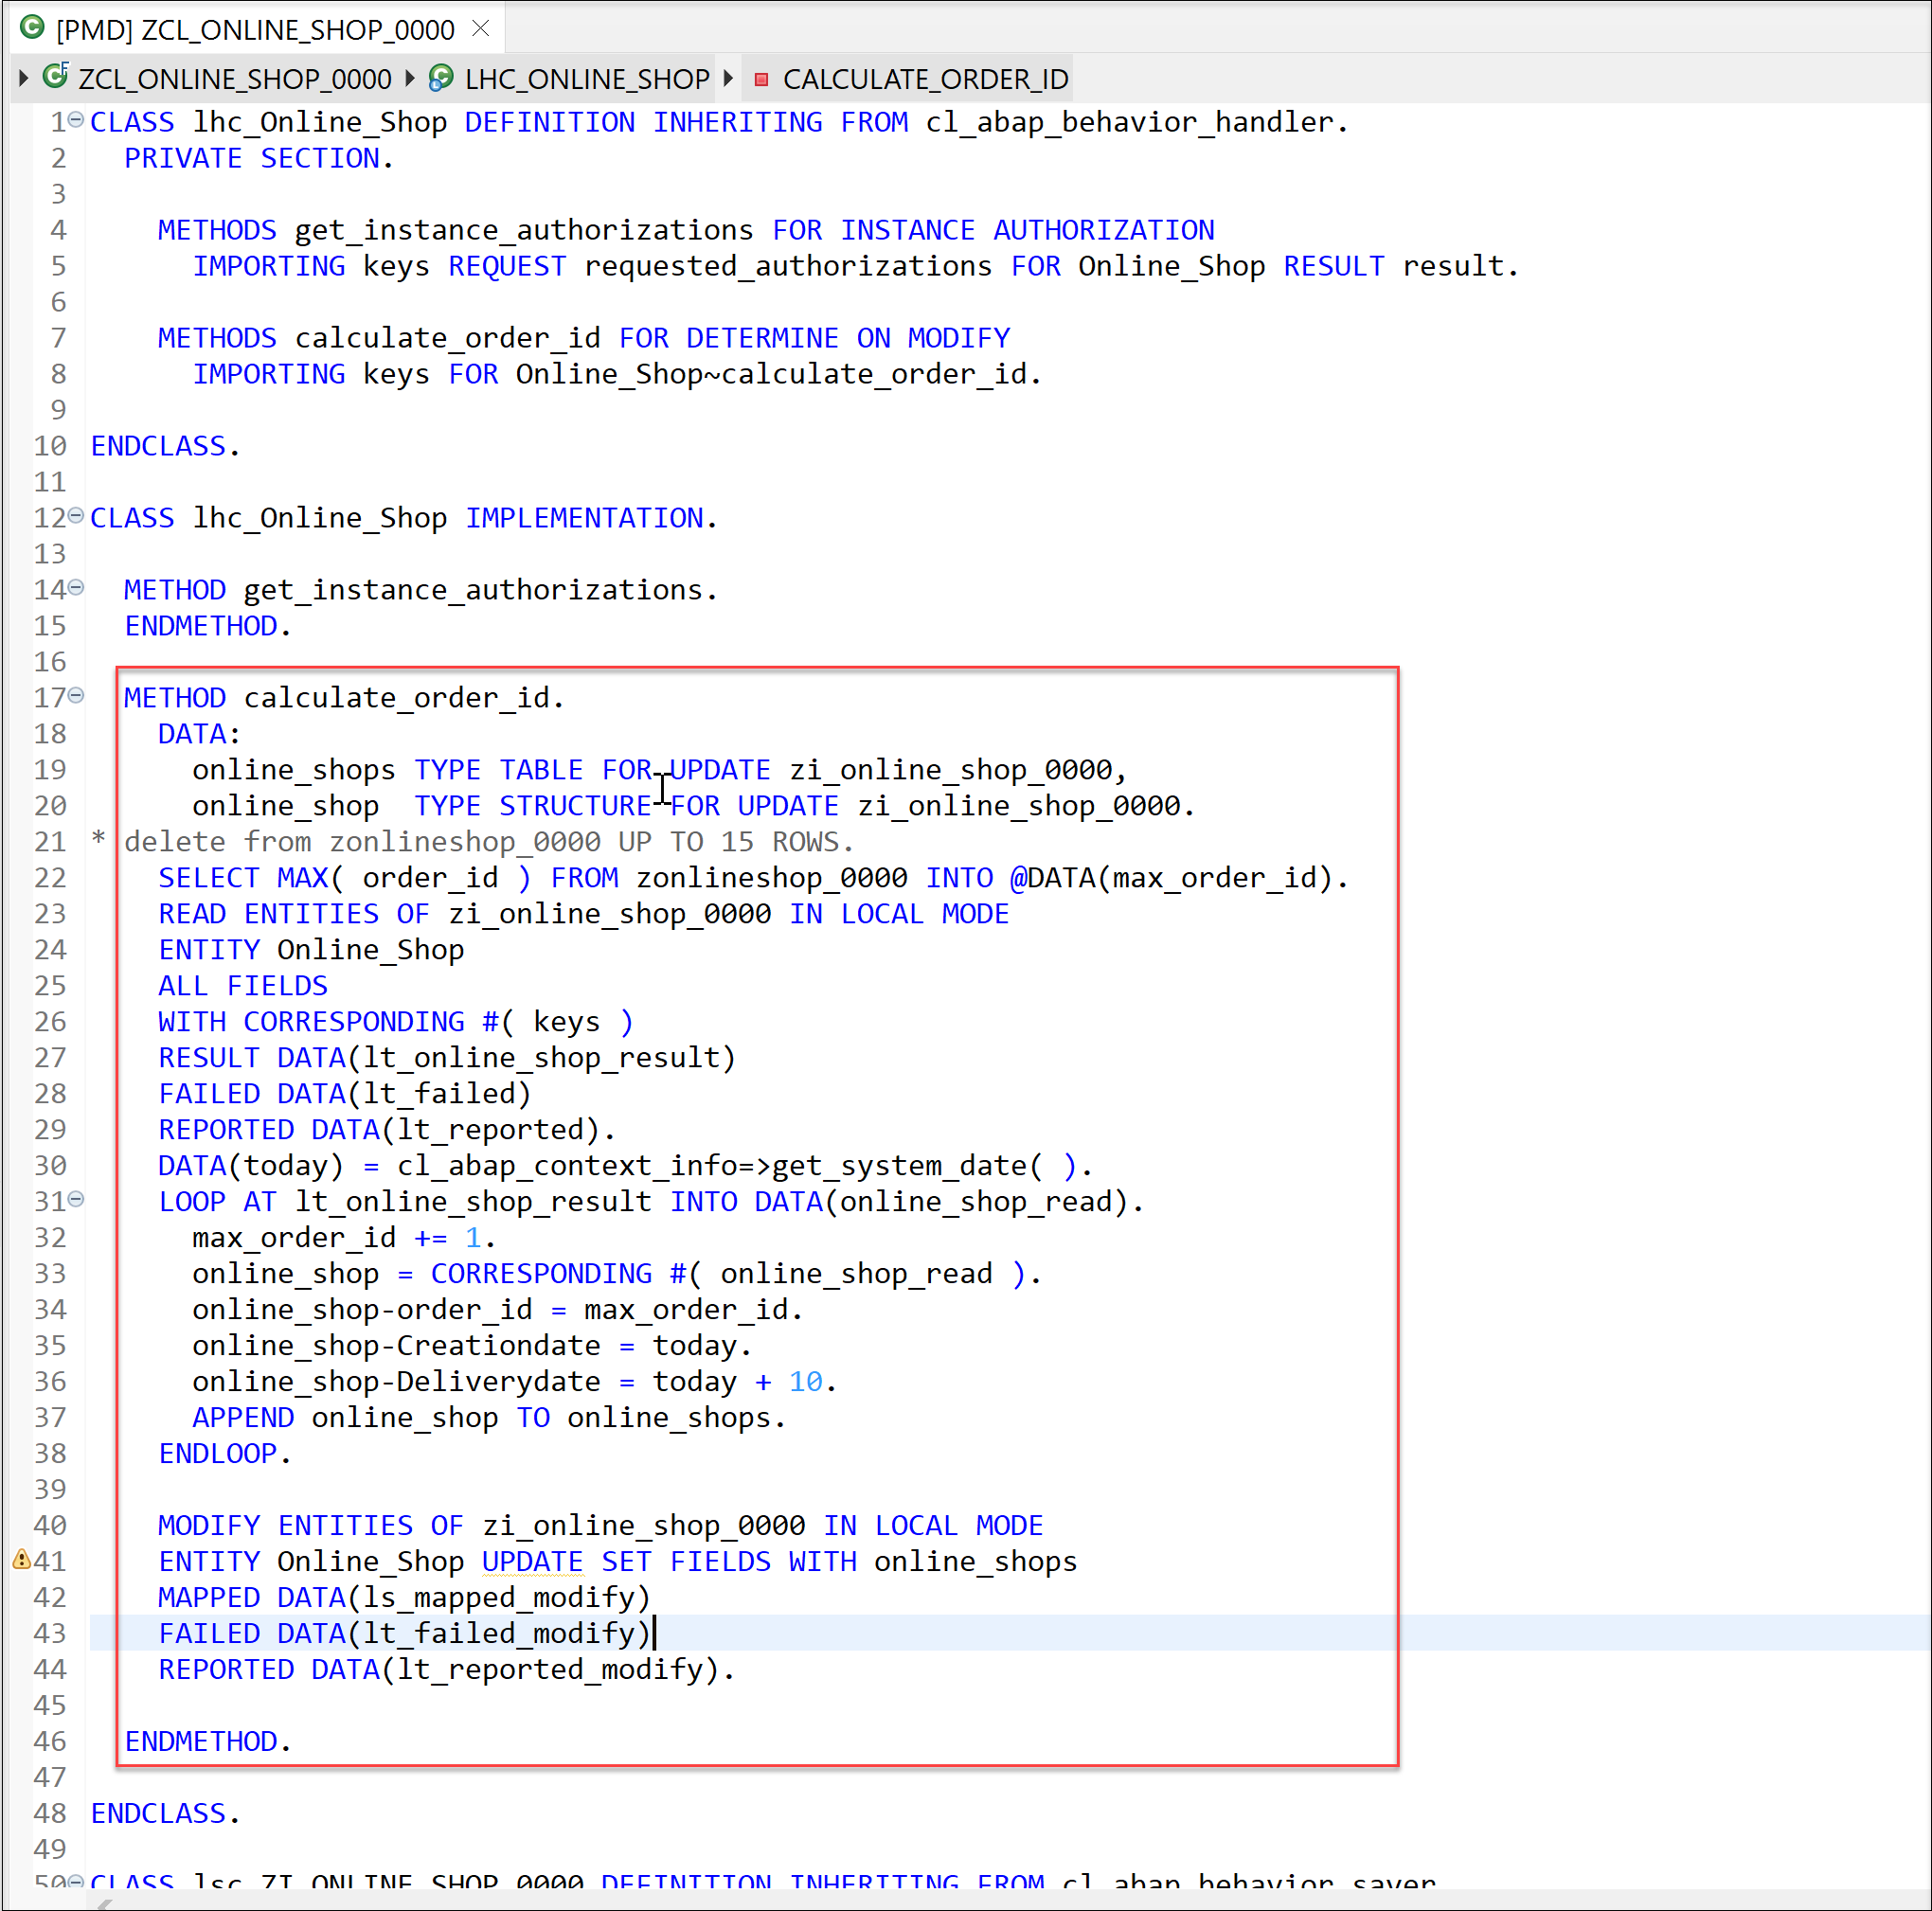 [PMD] ZCL_ONLINE_SHOP_0000
ZCL_ONLINE_SHOP_0000 LHC_ONLINE_SHOP CALCULATE_ORDER_ID
1 CLASS lhc_Online_Shop DEFINITION INHERITING FROM cl_abap_behavior_handler.
2 PRIVATE SECTION.
3
4 METHODS get_instance_authorizations FOR INSTANCE AUTHORIZATION
5 IMPORTING keys REQUEST requested_authorizations FOR Online_Shop RESULT result.
6
7 METHODS calculate_order_id FOR DETERMINE ON MODIFY
8 IMPORTING keys FOR Online_Shop~calculate_order_id.
9
10 ENDCLASS.
11
12 CLASS lhc_Online_Shop IMPLEMENTATION.
13
14 METHOD get_instance_authorizations.
15 ENDMETHOD.
16
17 METHOD calculate_order_id.
18 DATA:
19 online_shops TYPE TABLE FOR UPDATE zi_online_shop_0000,
20 online_shop TYPE STRUCTURE FOR UPDATE zi_online_shop_0000.
21 * delete from zonlineshop_0000 UP TO 15 ROWS.
22 SELECT MAX( order_id ) FROM zonlineshop_0000 INTO @DATA(max_order_id).
23 READ ENTITIES OF zi_online_shop_0000 IN LOCAL MODE
24 ENTITY Online_Shop
25 ALL FIELDS
26 WITH CORRESPONDING #( keys )
27 RESULT DATA(lt_online_shop_result)
28 FAILED DATA(lt_failed)
29 REPORTED DATA(lt_reported).
30 DATA(today) = cl_abap_context_info=>get_system_date( ).
31 LOOP AT lt_online_shop_result INTO DATA(online_shop_read).
32 max_order_id += 1.
33 online_shop = CORRESPONDING #( online_shop_read ).
34 online_shop-order_id = max_order_id.
35 online_shop-Creationdate = today.
36 online_shop-Deliverydate = today + 10.
37 APPEND online_shop TO online_shops.
38 ENDLOOP.
39
40 MODIFY ENTITIES OF zi_online_shop_0000 IN LOCAL MODE
41 ENTITY Online_Shop UPDATE SET FIELDS WITH online_shops
42 MAPPED DATA(ls_mapped_modify)
43 FAILED DATA(lt_failed_modify)
44 REPORTED DATA(lt_reported_modify).
45
46 ENDMETHOD.
47
48 ENDCLASS.
49
50 CLASS lsc_ZI_ONLINE_SHOP_0000 DEFINITION INHERITING FROM cl_abap_behavior_saver